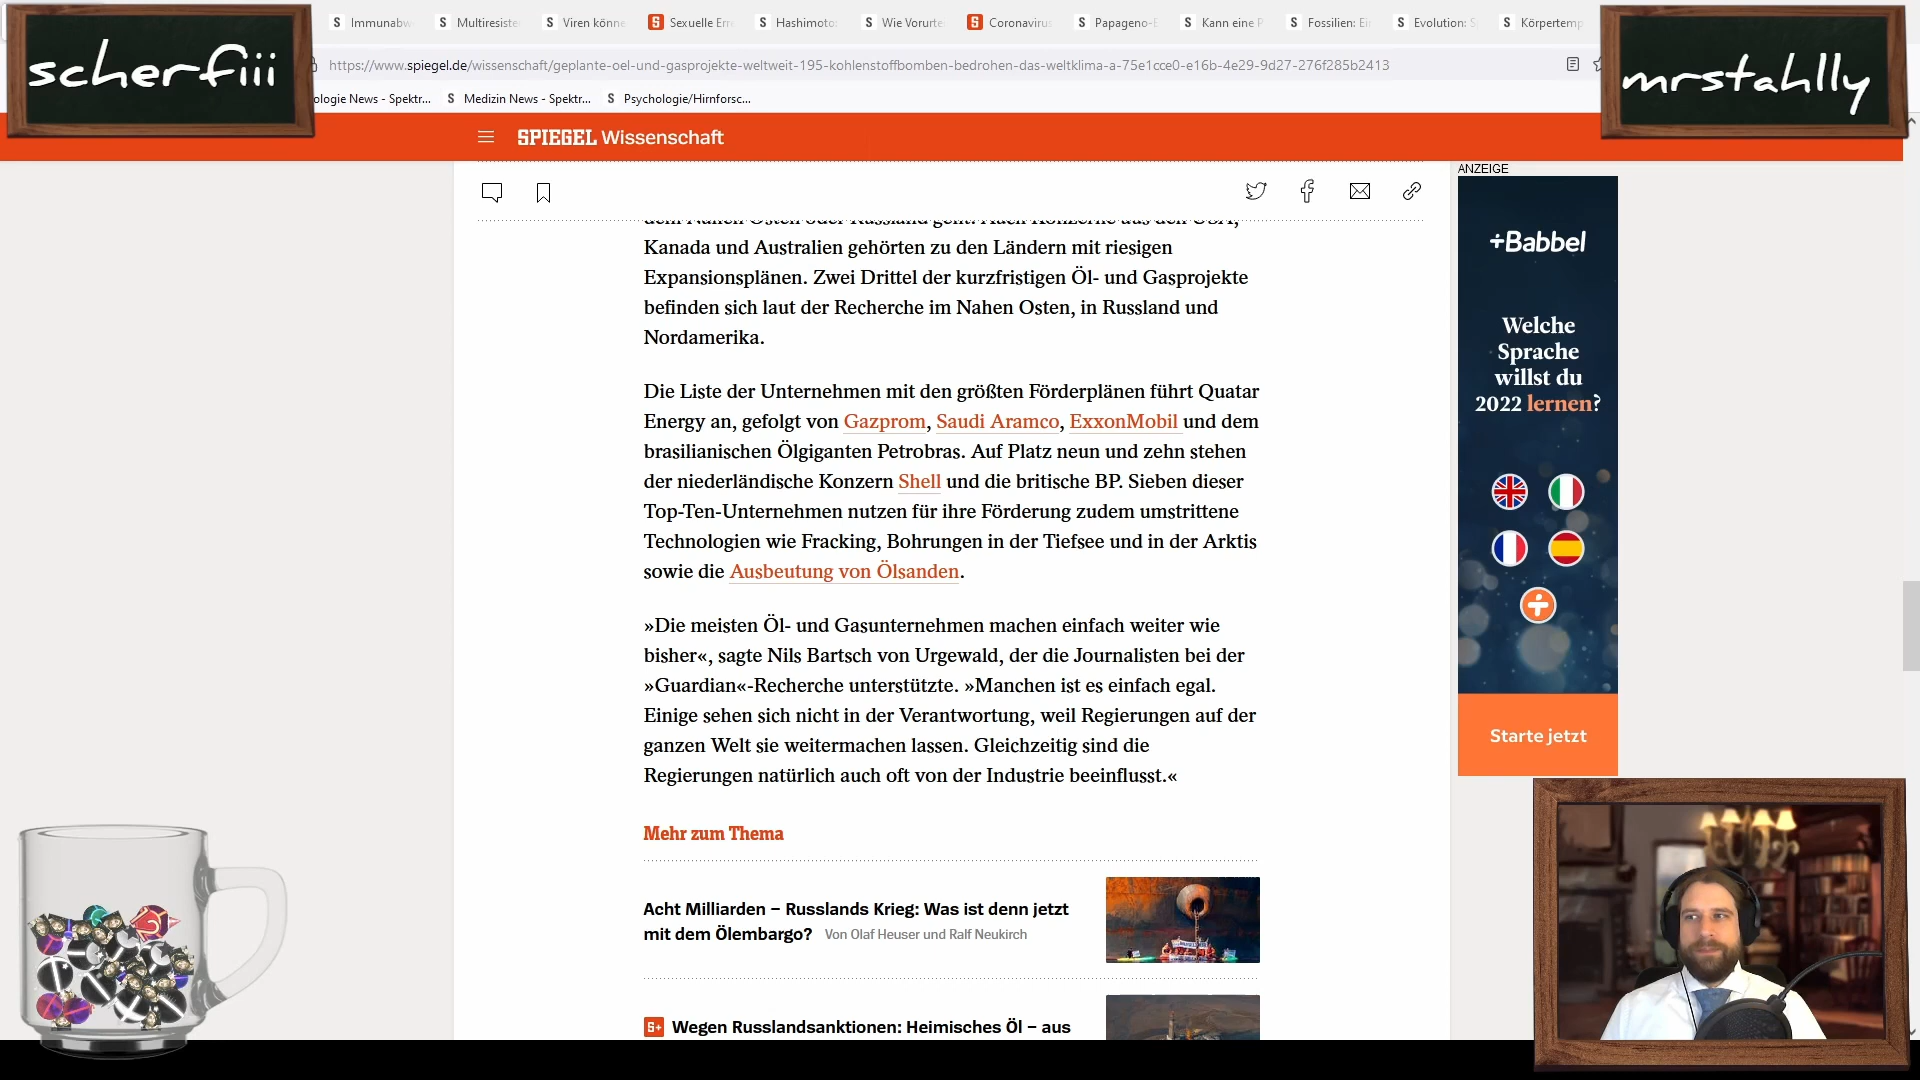 scherfiii
S Immunabw
S Multiresiste
S Viren könne
S Sexuelle Err
S Hashimoto:
S Wie Vorurte
S Coronavirus
S Papageno-E
S Kann eine P
S Fossilien: Ei
S Evolution: S
S Körpertemp
mrstahlly
https://www.spiegel.de/wissenschaft/geplante-oel-und-gasprojekte-weltweit-195-kohlenstoffbomben-bedrohen-das-weltklima-a-75e1cce0-e16b-4e29-9d27-276f285b2413
ologie News - Spektr...
S Medizin News - Spektr...
S Psychologie/Hirnforsc...
SPIEGEL Wissenschaft
dem Nahen Osten oder Russland geht. Auch Konzerne aus den USA,
Kanada und Australien gehörten zu den Ländern mit riesigen
Expansionsplänen. Zwei Drittel der kurzfristigen Öl- und Gasprojekte
befinden sich laut der Recherche im Nahen Osten, in Russland und
Nordamerika.
Die Liste der Unternehmen mit den größten Förderplänen führt Quatar
Energy an, gefolgt von Gazprom, Saudi Aramco, ExxonMobil und dem
brasilianischen Ölgiganten Petrobras. Auf Platz neun und zehn stehen
der niederländische Konzern Shell und die britische BP. Sieben dieser
Top-Ten-Unternehmen nutzen für ihre Förderung zudem umstrittene
Technologien wie Fracking, Bohrungen in der Tiefsee und in der Arktis
sowie die Ausbeutung von Ölsanden.
»Die meisten Öl- und Gasunternehmen machen einfach weiter wie
bisher«, sagte Nils Bartsch von Urgewald, der die Journalisten bei der
»Guardian«-Recherche unterstützte. »Manchen ist es einfach egal.
Einige sehen sich nicht in der Verantwortung, weil Regierungen auf der
ganzen Welt sie weitermachen lassen. Gleichzeitig sind die
Regierungen natürlich auch oft von der Industrie beeinflusst.«
Mehr zum Thema
Acht Milliarden – Russlands Krieg: Was ist denn jetzt
mit dem Ölembargo? Von Olaf Heuser und Ralf Neukirch
S+ Wegen Russlandsanktionen: Heimisches Öl – aus
ANZEIGE
+Babbel
Welche
Sprache
willst du
2022 lernen?
Starte jetzt